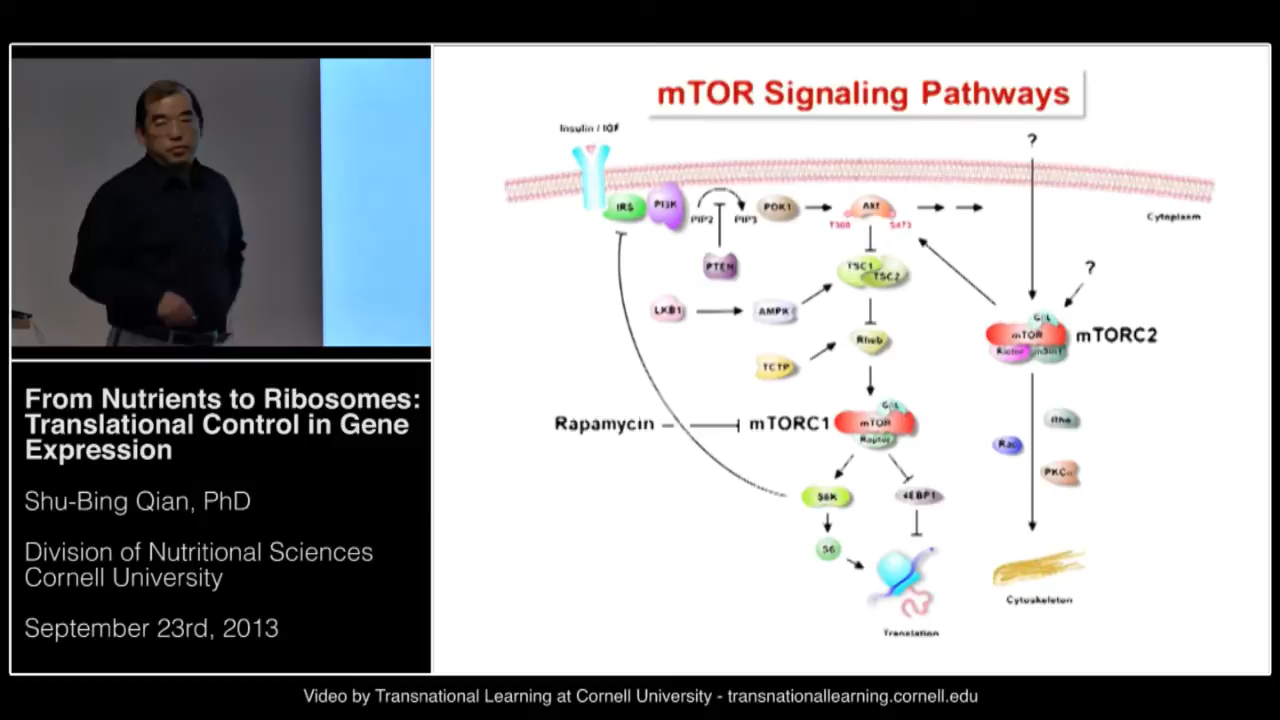 mTOR Signaling Pathways
Insulin / IGF
?
IRS
PI3K
PIP2
PIP3
PDK1
Akt
T308
S473
Cytoplasm
PTEN
TSC1
TSC2
?
LKB1
AMPK
GβL
mTOR
mTORC2
Rictor
mSin1
Rheb
TCTP
Rapamycin
mTORC1
GβL
mTOR
Raptor
Rho
Rac
PKCα
S6K
4EBP1
S6
Translation
Cytoskeleton
From Nutrients to Ribosomes:
Translational Control in Gene
Expression
Shu-Bing Qian, PhD
Division of Nutritional Sciences
Cornell University
September 23rd, 2013
Video by Transnational Learning at Cornell University - transnationallearning.cornell.edu